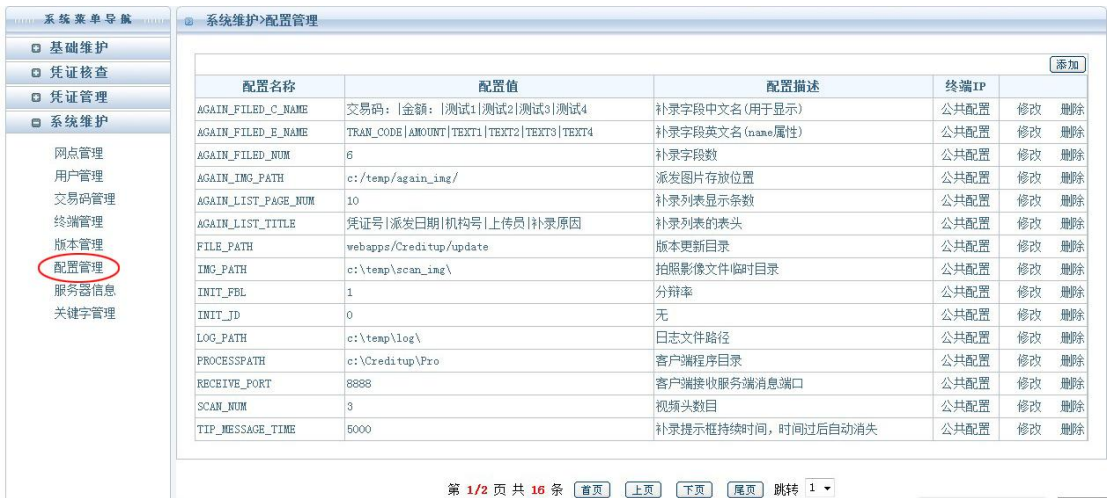 系统菜单导航
基础维护
凭证核查
凭证管理
系统维护
网点管理
用户管理
交易码管理
终端管理
版本管理
配置管理
服务器信息
关键字管理
系统维护>配置管理
添加
配置名称 配置值 配置描述 终端IP
AGAIN_FILED_C_NAME 交易码: |金额: |测试1|测试2|测试3|测试4 补录字段中文名(用于显示) 公共配置 修改 删除
AGAIN_FILED_E_NAME TRAN_CODE|AMOUNT|TEXT1|TEXT2|TEXT3|TEXT4 补录字段英文名(name属性) 公共配置 修改 删除
AGAIN_FILED_NUM 6 补录字段数 公共配置 修改 删除
AGAIN_IMG_PATH c:/temp/again_img/ 派发图片存放位置 公共配置 修改 删除
AGAIN_LIST_PAGE_NUM 10 补录列表显示条数 公共配置 修改 删除
AGAIN_LIST_TITLE 凭证号|派发日期|机构号|上传员|补录原因 补录列表的表头 公共配置 修改 删除
FILE_PATH webapps/Creditup/update 版本更新目录 公共配置 修改 删除
IMG_PATH c:\temp\scan_img\ 拍照影像文件临时目录 公共配置 修改 删除
INIT_FBL 1 分辩率 公共配置 修改 删除
INIT_JD 0 无 公共配置 修改 删除
LOG_PATH c:\temp\log\ 日志文件路径 公共配置 修改 删除
PROCESSPATH c:\Creditup\Pro 客户端程序目录 公共配置 修改 删除
RECEIVE_PORT 8888 客户端接收服务端消息端口 公共配置 修改 删除
SCAN_NUM 3 视频头数目 公共配置 修改 删除
TIP_MESSAGE_TIME 5000 补录提示框持续时间，时间过后自动消失 公共配置 修改 删除
第 1/2 页 共 16 条 首页 上页 下页 尾页 跳转 1